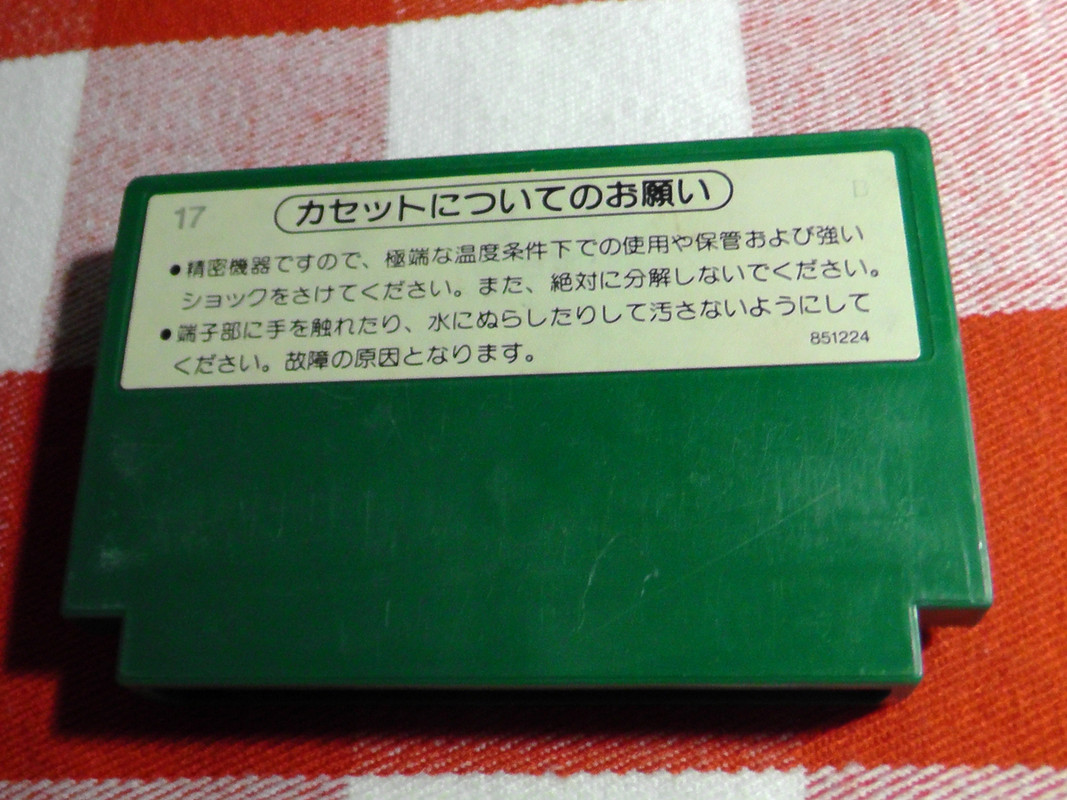 17
カセットについてのお願い
D
●精密機器ですので、極端な温度条件下での使用や保管および強い
ショックをさけてください。また、絶対に分解しないでください。
●端子部に手を触れたり、水にぬらしたりして汚さないようにして
ください。故障の原因となります。
851224